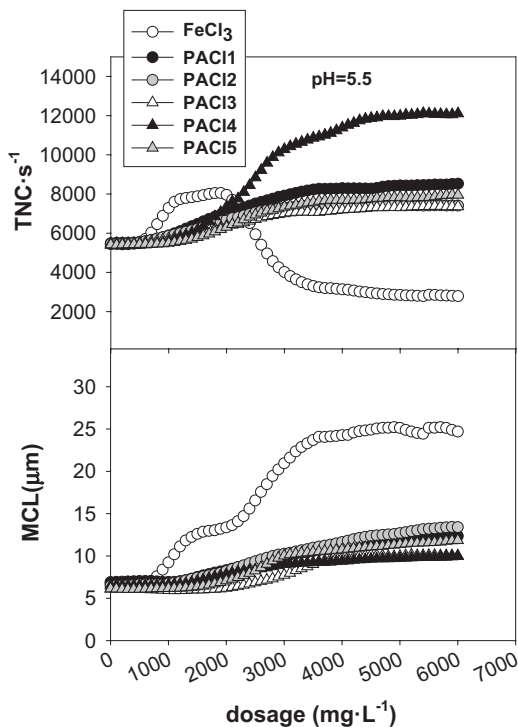 FeCl3
PACl1
PACl2
PACl3
PACl4
PACl5
pH=5.5
14000
12000
10000
8000
6000
4000
2000
TNC·s-1
30
25
20
15
10
5
0
MCL(μm)
0 1000 2000 3000 4000 5000 6000 7000
dosage (mg·L-1)